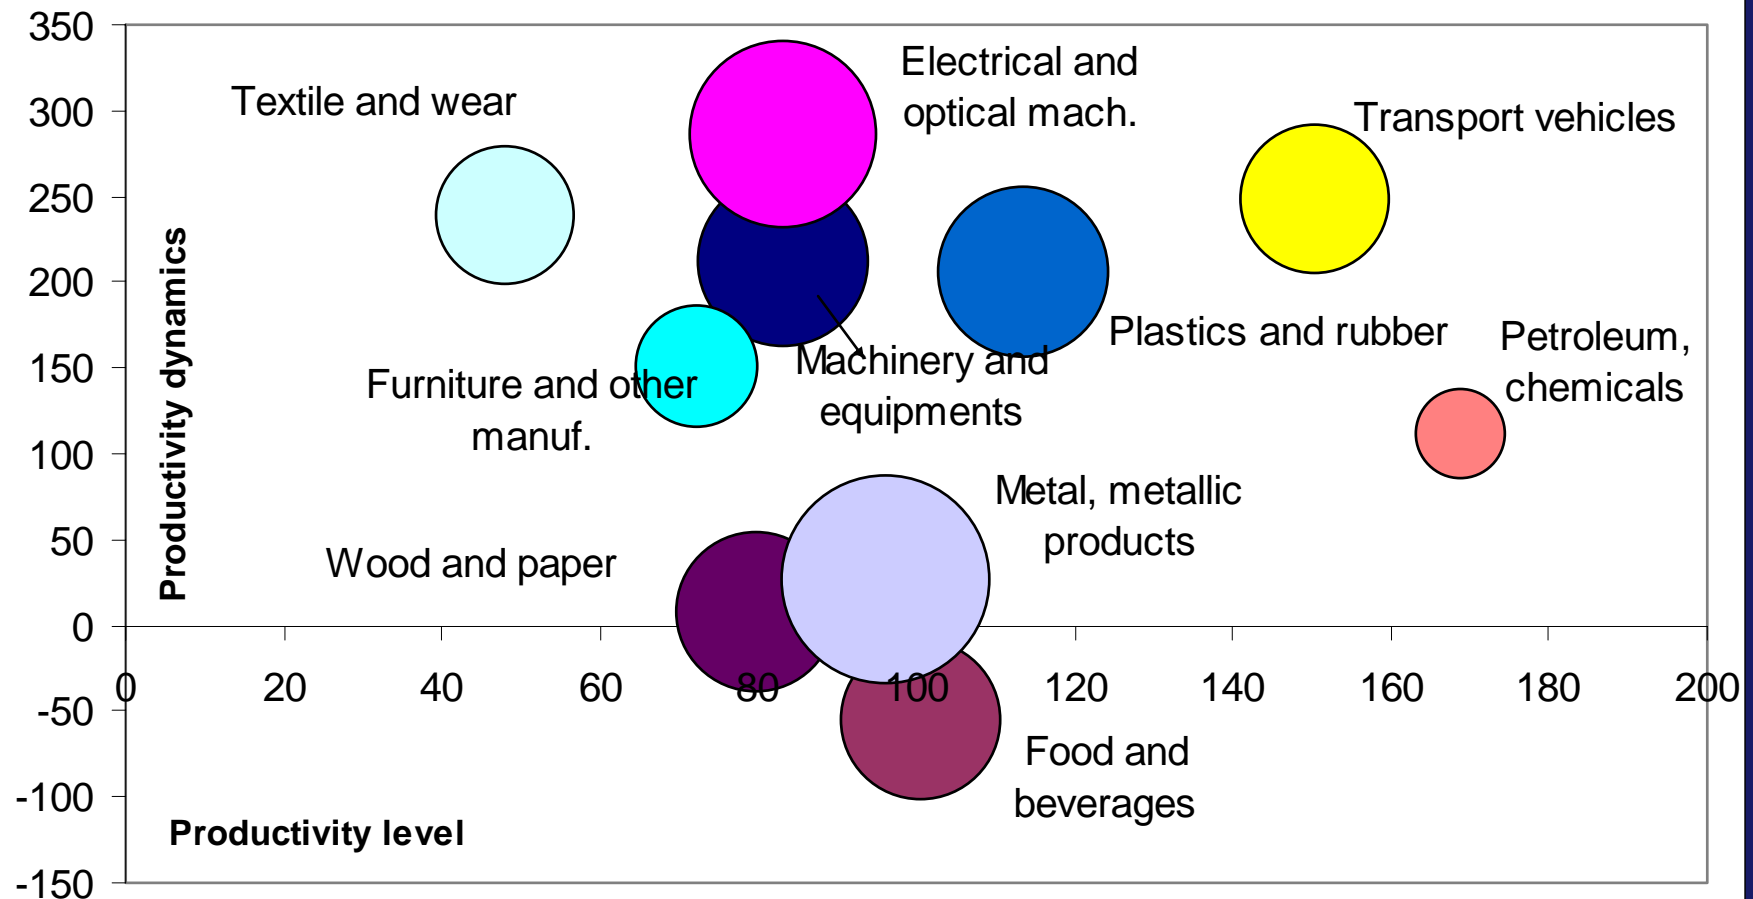 350
300
250
200
150
100
50
0
-50
-100
-150
Productivity dynamics
Textile and wear
Electrical and
optical mach.
Transport vehicles
Plastics and rubber
Petroleum,
chemicals
Furniture and other
manuf.
Machinery and
equipments
Metal, metallic
products
Wood and paper
0 20 40 60 80 100 120 140 160 180 200
Food and
beverages
Productivity level